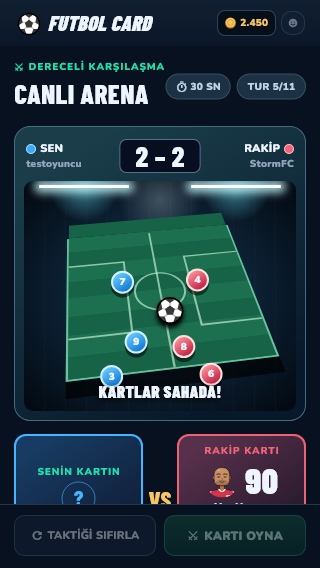 FUTBOL CARD
2.450
DERECELİ KARŞILAŞMA
CANLI ARENA
30 SN
TUR 5/11
SEN
testoyuncu
2 – 2
RAKİP
StormFC
7
4
9
8
3
6
KARTLAR SAHADA!
SENİN KARTIN
?
VS
RAKİP KARTI
90
TAKTİĞİ SIFIRLA
KARTI OYNA